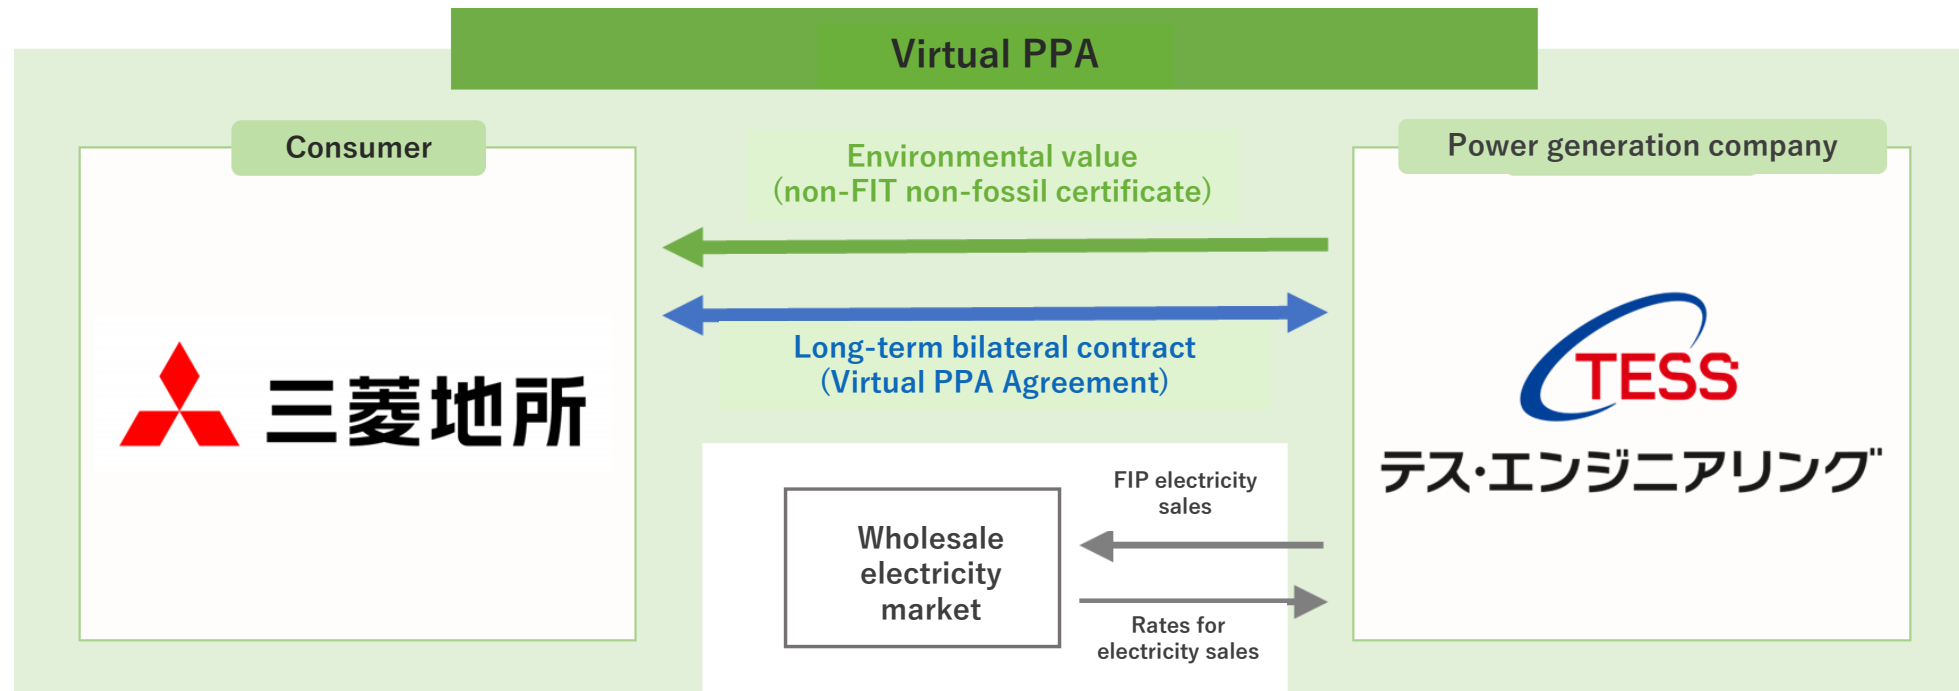 Virtual PPA
Consumer
三菱地所
Environmental value
(non-FIT non-fossil certificate)
Long-term bilateral contract
(Virtual PPA Agreement)
Wholesale
electricity
market
FIP electricity
sales
Rates for
electricity sales
Power generation company
TESS
テス・エンジニアリング